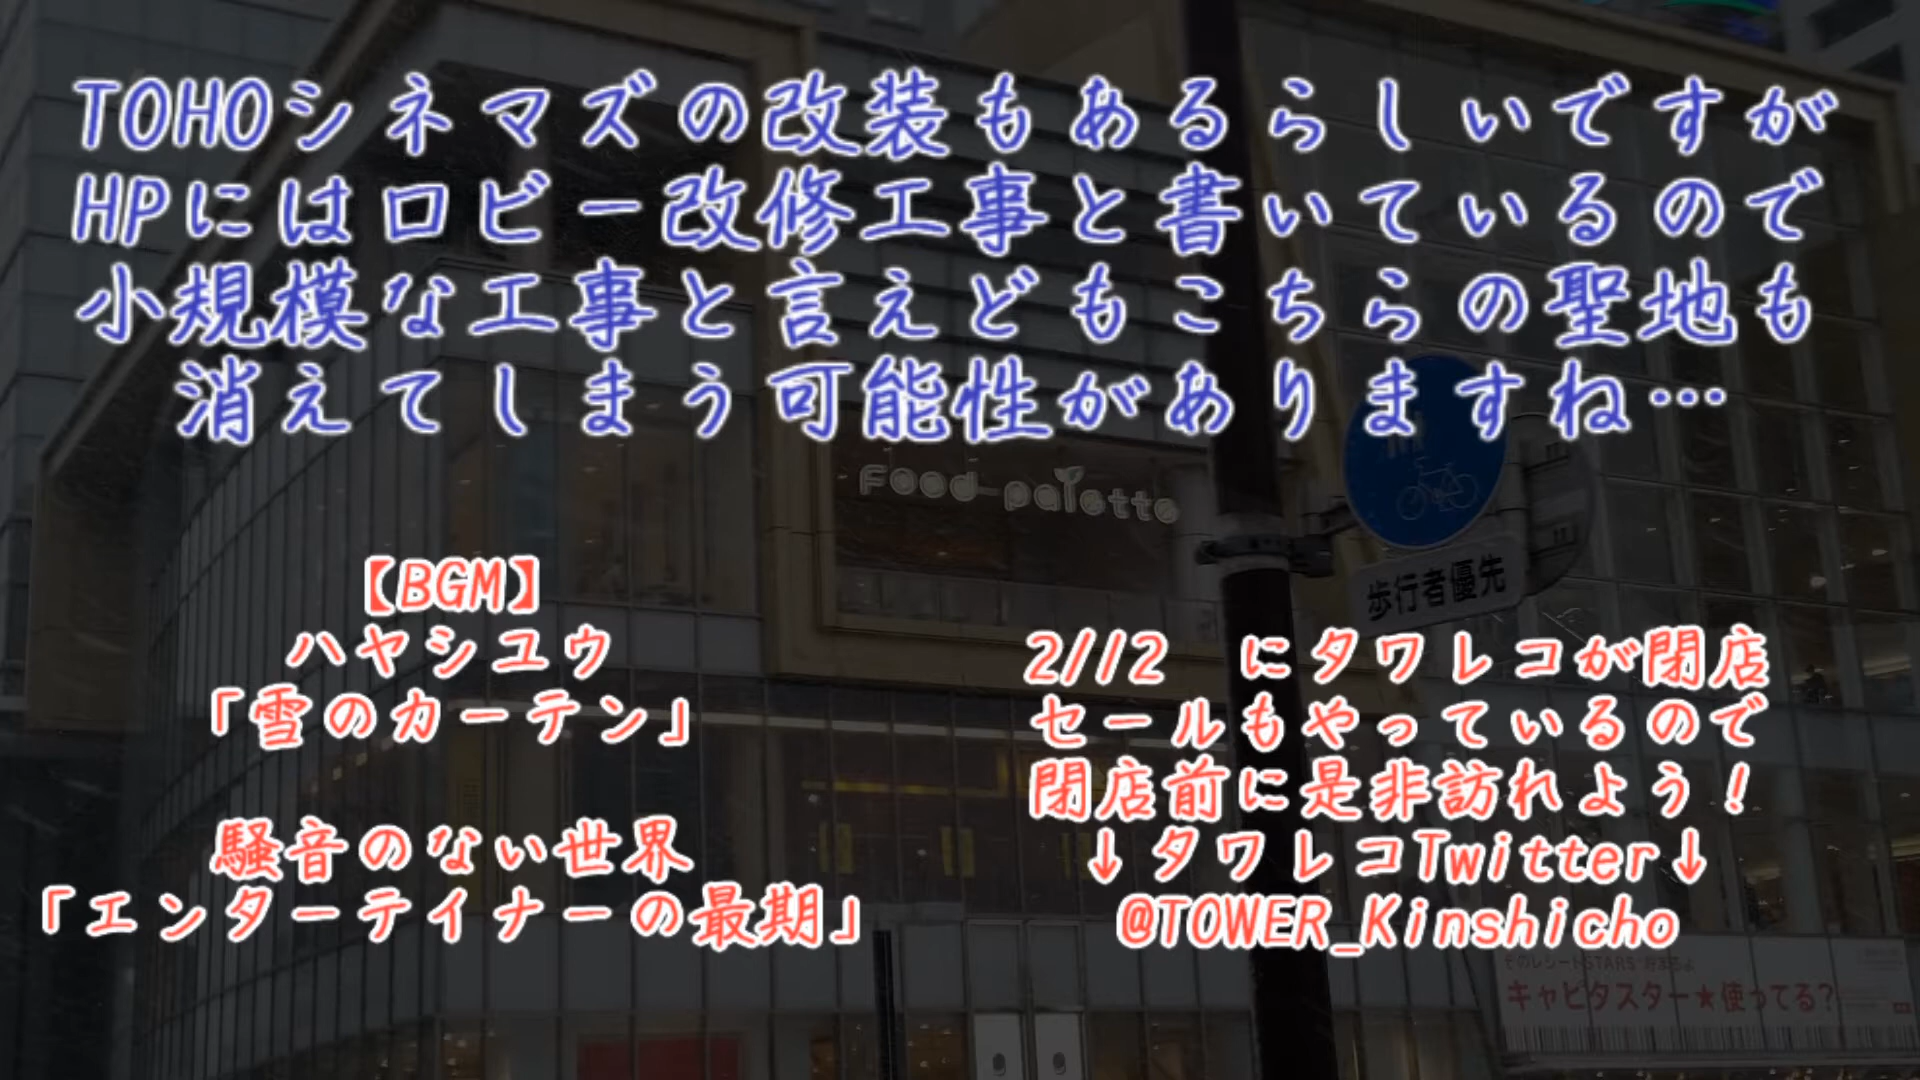 TOHOシネマズの改装もあるらしいですが
HPにはロビー改修工事と書いているので
小規模な工事と言えどもこちらの聖地も
消えてしまう可能性がありますね…
Food palette
歩行者優先
【BGM】
ハヤシユウ
「雪のカーテン」
騒音のない世界
「エンターテイナーの最期」
2//12 にタワレコが閉店
セールもやっているので
閉店前に是非訪れよう！
↓タワレコTwitter↓
@TOWER_Kinshicho
キャピタスター★使ってる?